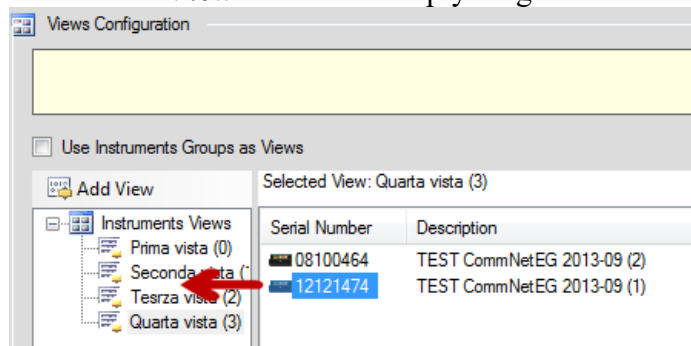 Views Configuration
Use Instruments Groups as Views
Add View
Selected View: Quarta vista (3)
Instruments Views
Prima vista (0)
Seconda vista (
Tesrza vista (2)
Quarta vista (3)
Serial Number Description
08100464 TEST CommNetEG 2013-09 (2)
12121474 TEST CommNetEG 2013-09 (1)